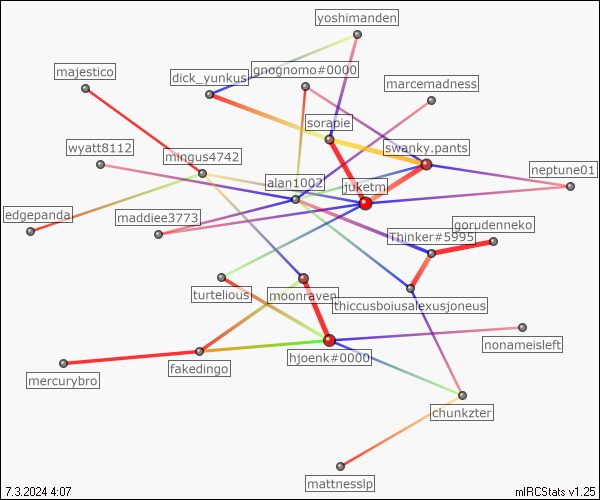 yoshimanden
majestico
dick_yunkus
gnognomo#0000
marcemadness
sorapie
wyatt8112
mingus4742
swanky.pants
neptune01
alan1002
juketm
edgepanda
maddiee3773
gorudenneko
Thinker#5995
turtelious
moonraven
thiccusboiusalexusjoneus
hjoenk#0000
nonameisleft
mercurybro
fakedingo
chunkzter
mattnesslp
7.3.2024 4:07
mIRCStats v1.25